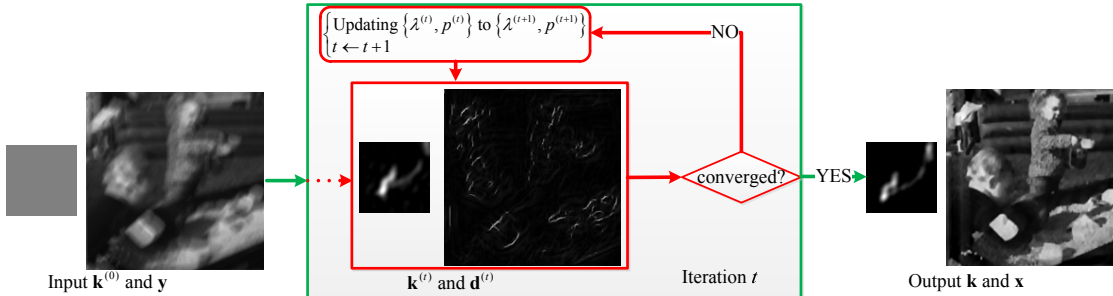 Updating {λ^(t), p^(t)} to {λ^(t+1), p^(t+1)}
t ← t+1
NO
converged?
YES
Input k^(0) and y
k^(t) and d^(t)
Iteration t
Output k and x